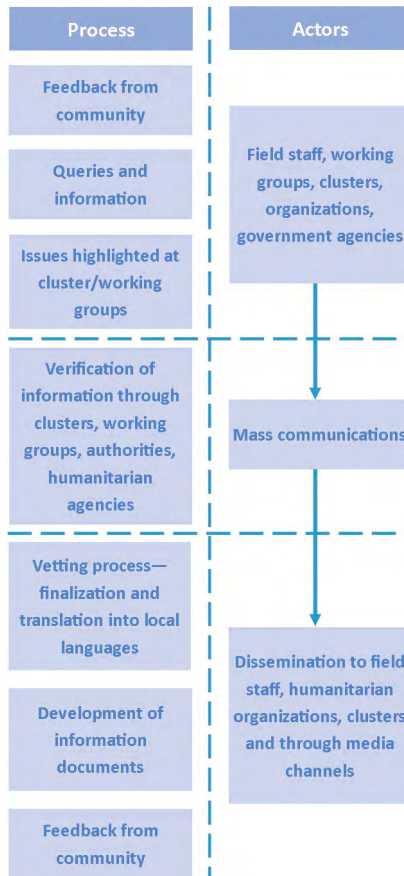 Process
Actors
Feedback from
community
Queries and
information
Issues highlighted at
cluster/working
groups
Field staff, working
groups, clusters,
organizations,
government agencies
Verification of
information through
clusters, working
groups, authorities,
humanitarian
agencies
Mass communications
Vetting process—
finalization and
translation into local
languages
Development of
information
documents
Feedback from
community
Dissemination to field
staff, humanitarian
organizations, clusters
and through media
channels